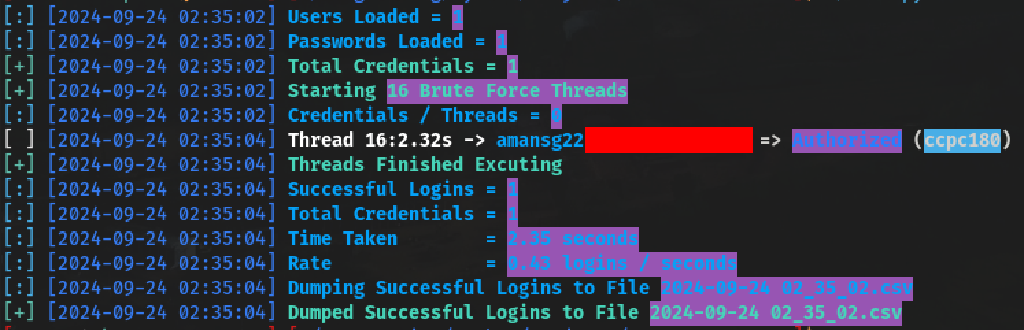 [:] [2024-09-24 02:35:02] Users Loaded = 1
[:] [2024-09-24 02:35:02] Passwords Loaded = 1
[+] [2024-09-24 02:35:02] Total Credentials = 1
[+] [2024-09-24 02:35:02] Starting 16 Brute Force Threads
[:] [2024-09-24 02:35:02] Credentials / Threads = 0
[ ] [2024-09-24 02:35:04] Thread 16:2.32s -> amansg22 => Authorized (ccpc180)
[+] [2024-09-24 02:35:04] Threads Finished Excuting
[:] [2024-09-24 02:35:04] Successful Logins = 1
[:] [2024-09-24 02:35:04] Total Credentials = 1
[:] [2024-09-24 02:35:04] Time Taken = 2.35 seconds
[:] [2024-09-24 02:35:04] Rate = 0.43 logins / seconds
[:] [2024-09-24 02:35:04] Dumping Successful Logins to File 2024-09-24 02_35_02.csv
[+] [2024-09-24 02:35:04] Dumped Successful Logins to File 2024-09-24 02_35_02.csv